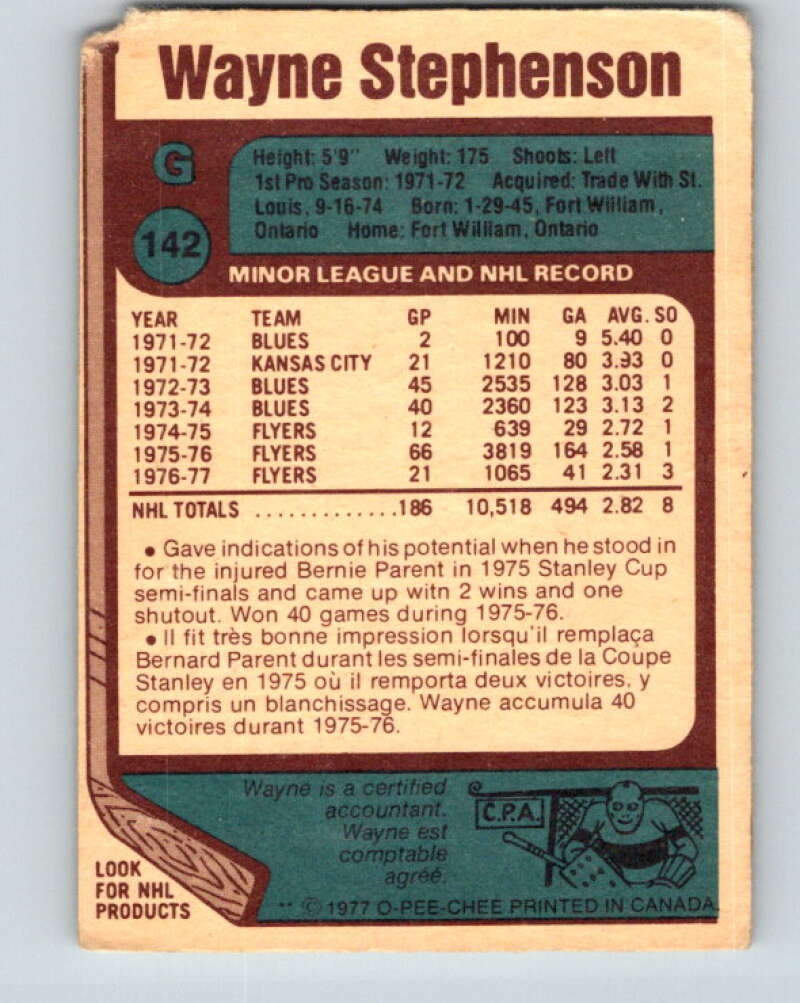 Wayne Stephenson
G
142
Height: 5'9" Weight: 175 Shoots: Left
1st Pro Season: 1971-72 Acquired: Trade With St.
Louis, 9-16-74 Born: 1-29-45, Fort William,
Ontario Home: Fort William, Ontario
MINOR LEAGUE AND NHL RECORD
YEAR TEAM GP MIN GA AVG. SO
1971-72 BLUES 2 100 9 5.40 0
1971-72 KANSAS CITY 21 1210 80 3.93 0
1972-73 BLUES 45 2535 128 3.03 1
1973-74 BLUES 40 2360 123 3.13 2
1974-75 FLYERS 12 639 29 2.72 1
1975-76 FLYERS 66 3819 164 2.58 1
1976-77 FLYERS 21 1065 41 2.31 3
NHL TOTALS .............186 10,518 494 2.82 8
• Gave indications of his potential when he stood in
for the injured Bernie Parent in 1975 Stanley Cup
semi-finals and came up witn 2 wins and one
shutout. Won 40 games during 1975-76.
• Il fit très bonne impression lorsqu'il remplaça
Bernard Parent durant les semi-finales de la Coupe
Stanley en 1975 où il remporta deux victoires, y
compris un blanchissage. Wayne accumula 40
victoires durant 1975-76.
Wayne is a certified
accountant.
Wayne est
comptable
agréé.
C.P.A.
LOOK
FOR NHL
PRODUCTS
** © 1977 O-PEE-CHEE PRINTED IN CANADA.